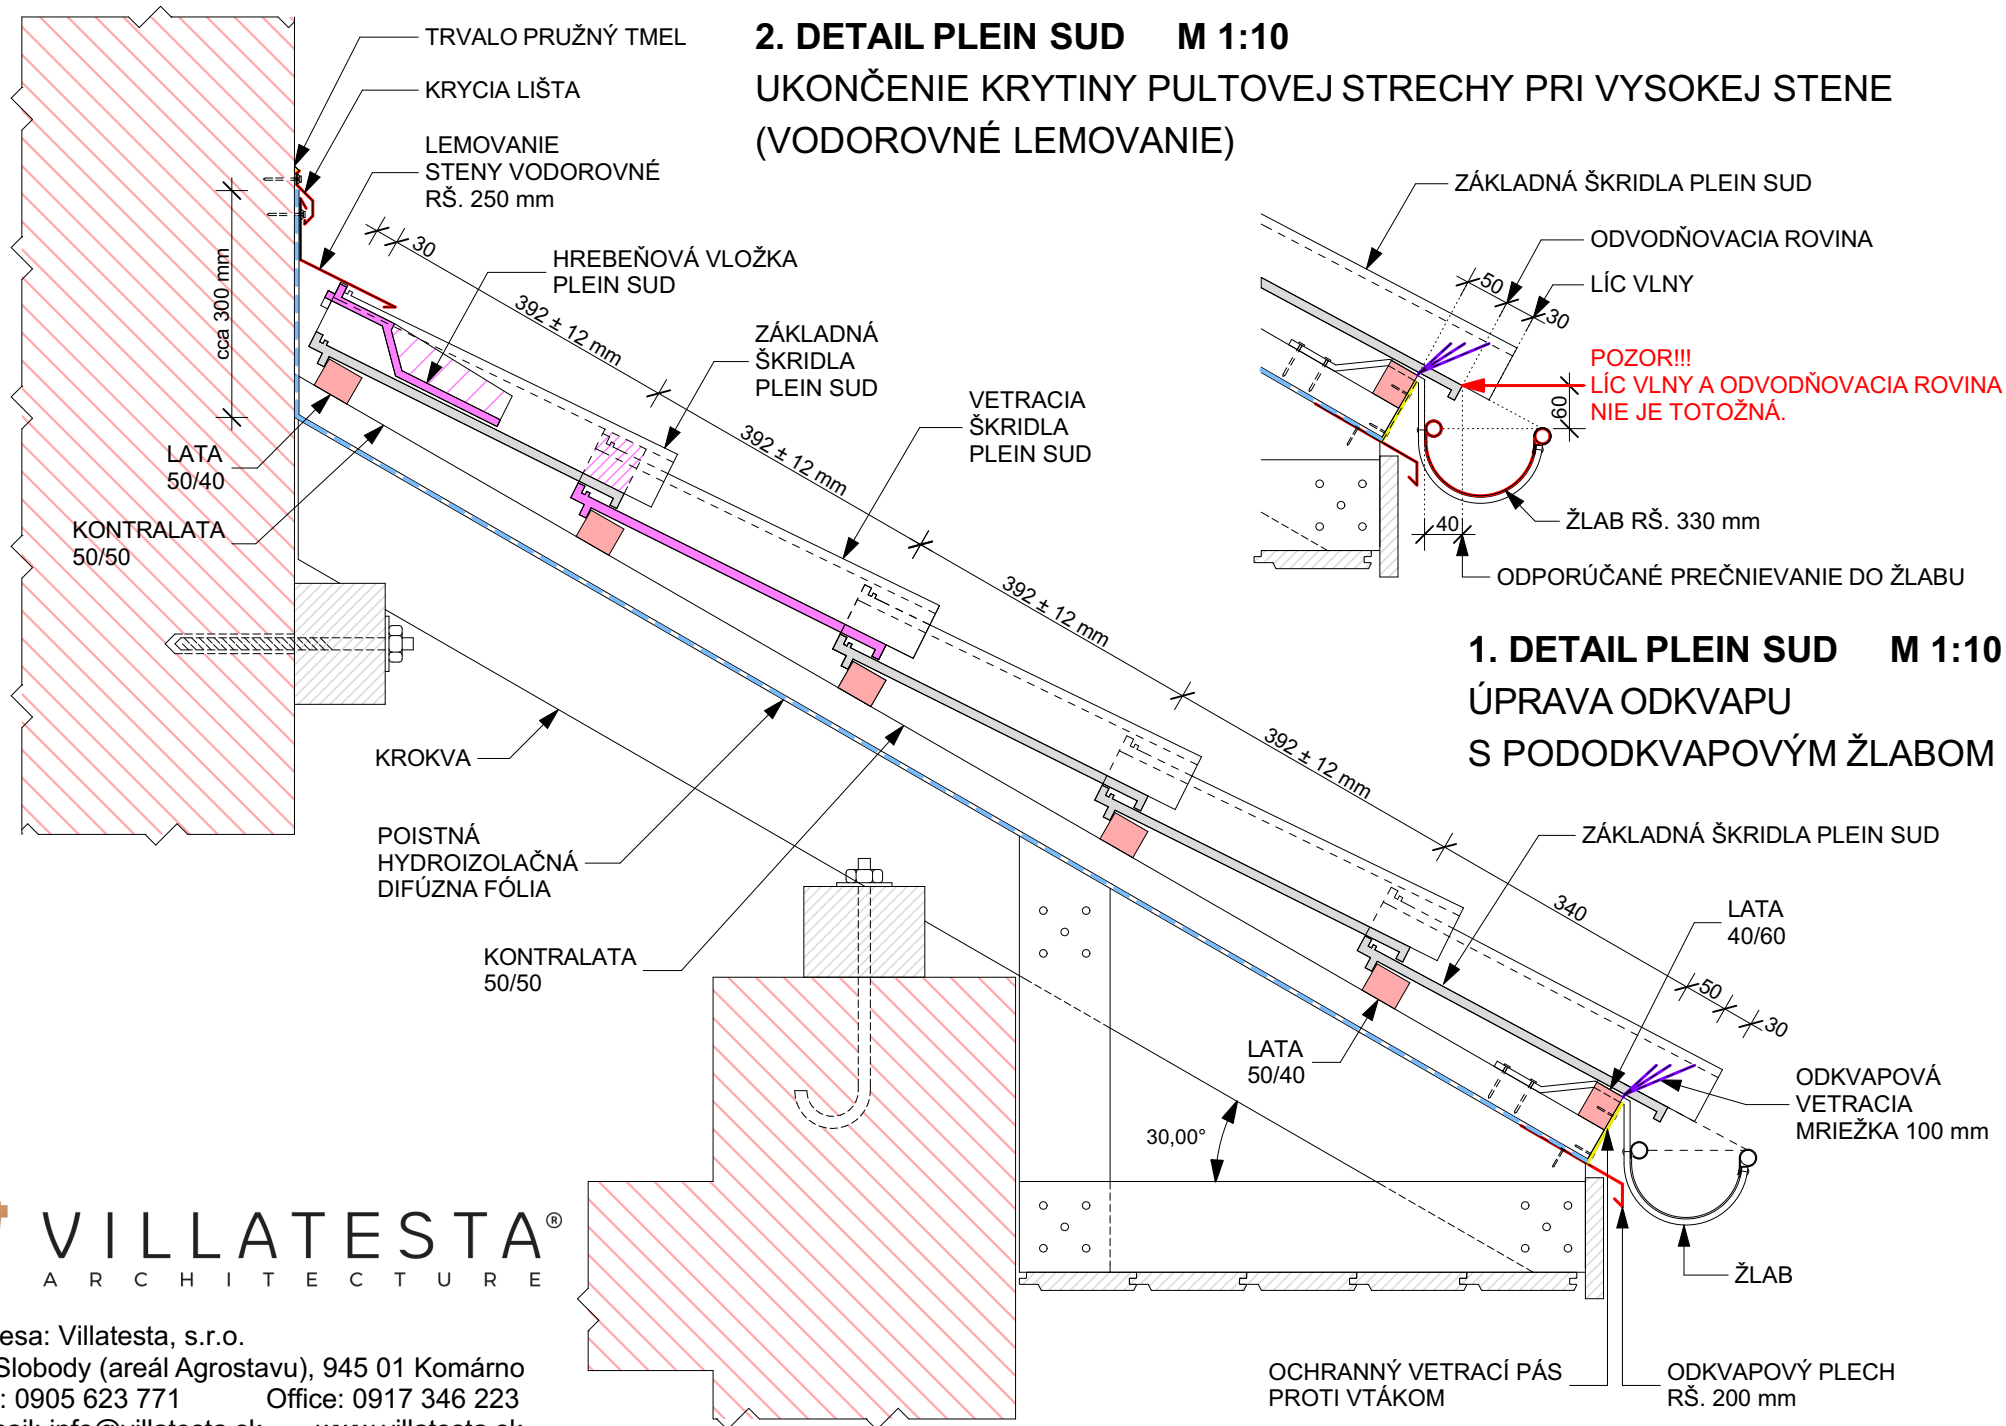 TRVALO PRUŽNÝ TMEL
KRYCIA LIŠTA
LEMOVANIE
STENY VODOROVNÉ
RŠ. 250 mm
2. DETAIL PLEIN SUD M 1:10
UKONČENIE KRYTINY PULTOVEJ STRECHY PRI VYSOKEJ STENE
(VODOROVNÉ LEMOVANIE)
ZÁKLADNÁ ŠKRIDLA PLEIN SUD
ODVODŇOVACIA ROVINA
LÍC VLNY
50
30
POZOR!!!
LÍC VLNY A ODVODŇOVACIA ROVINA
NIE JE TOTOŽNÁ.
60
40
ŽLAB RŠ. 330 mm
ODPORÚČANÉ PREČNIEVANIE DO ŽLABU
30
HREBEŇOVÁ VLOŽKA
PLEIN SUD
392 ± 12 mm
cca 300 mm
ZÁKLADNÁ
ŠKRIDLA
PLEIN SUD
392 ± 12 mm
VETRACIA
ŠKRIDLA
PLEIN SUD
LATA
50/40
KONTRALATA
50/50
392 ± 12 mm
1. DETAIL PLEIN SUD M 1:10
ÚPRAVA ODKVAPU
S PODODKVAPOVÝM ŽLABOM
392 ± 12 mm
KROKVA
POISTNÁ
HYDROIZOLAČNÁ
DIFÚZNA FÓLIA
KONTRALATA
50/50
ZÁKLADNÁ ŠKRIDLA PLEIN SUD
340
LATA
40/60
50
30
LATA
50/40
ODKVAPOVÁ
VETRACIA
MRIEŽKA 100 mm
30,00°
ŽLAB
OCHRANNÝ VETRACÍ PÁS
PROTI VTÁKOM
ODKVAPOVÝ PLECH
RŠ. 200 mm
VILLATESTA®
ARCHITECTURE
esa: Villatesta, s.r.o.
Slobody (areál Agrostavu), 945 01 Komárno
: 0905 623 771 Office: 0917 346 223
info@villatesta.sk www.villatesta.sk